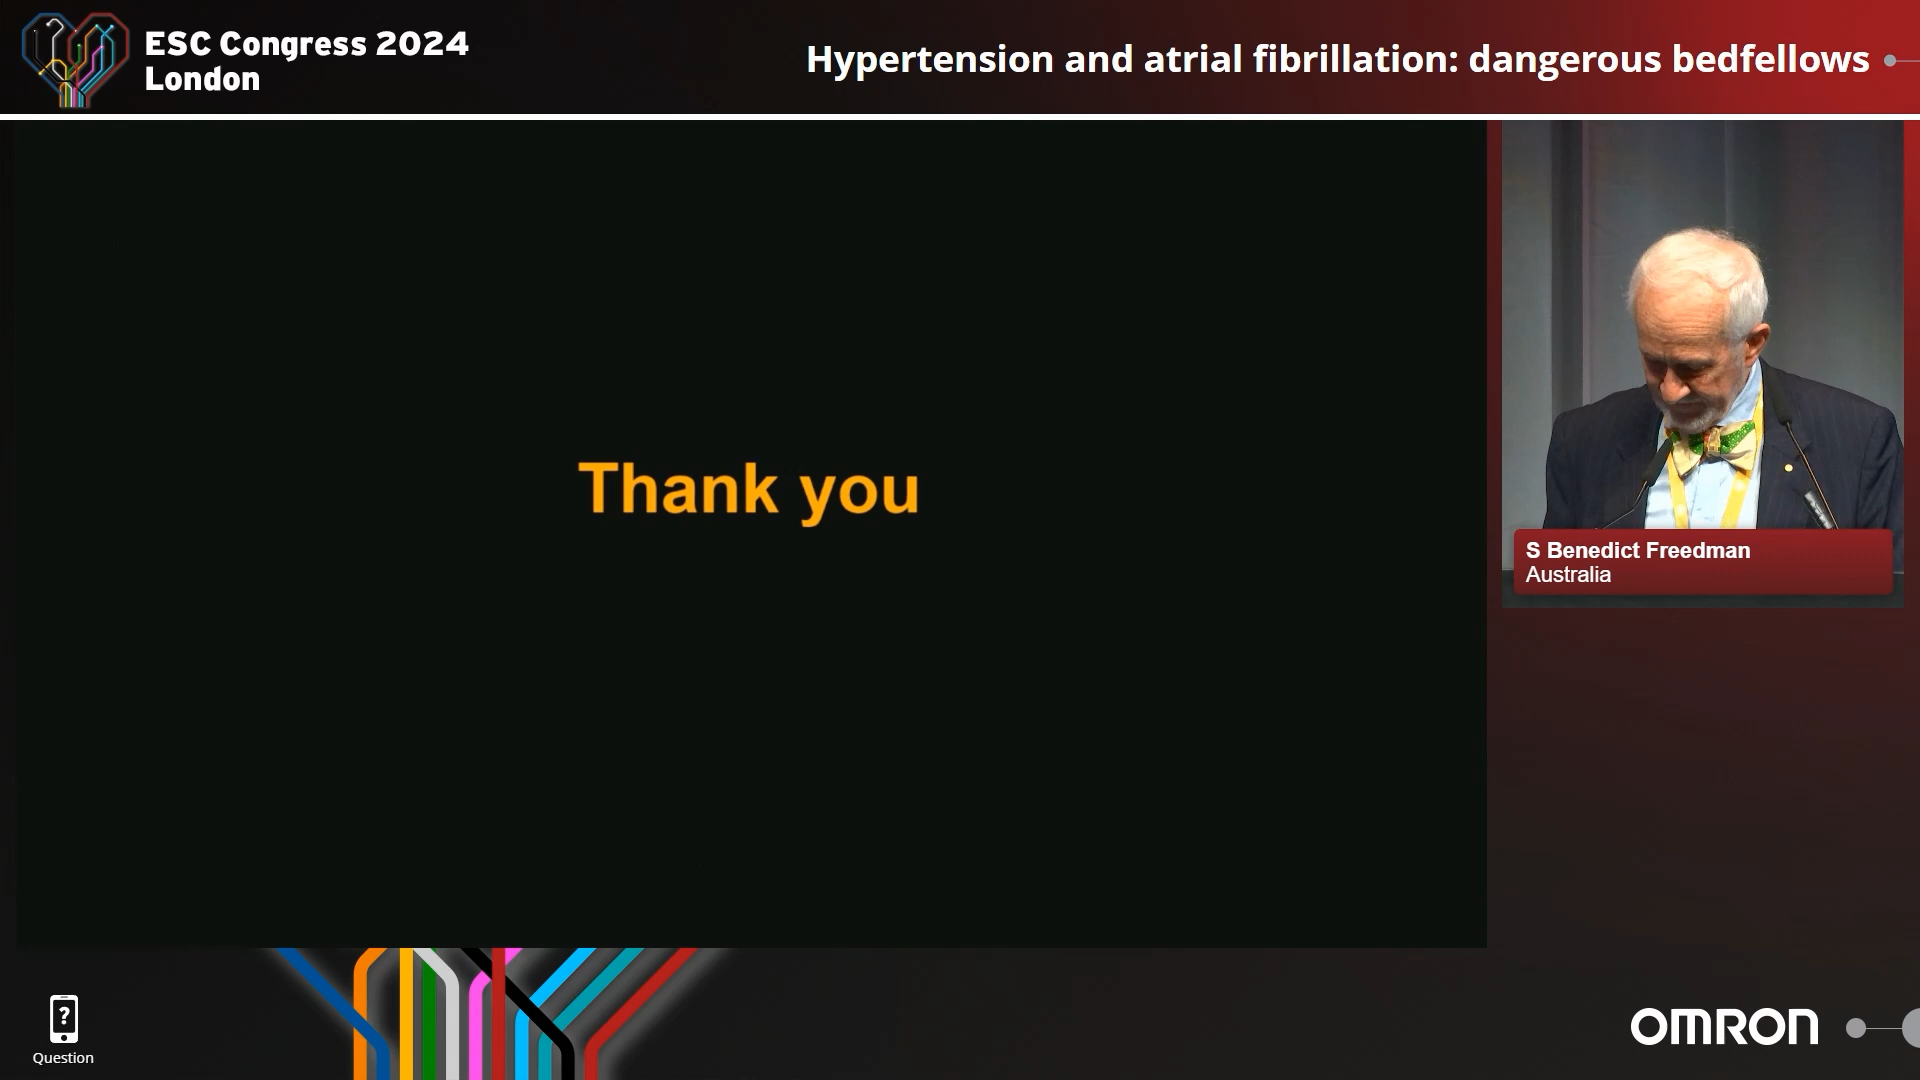 ESC Congress 2024
London
Hypertension and atrial fibrillation: dangerous bedfellows
Thank you
S Benedict Freedman
Australia
?
Question
OMRON